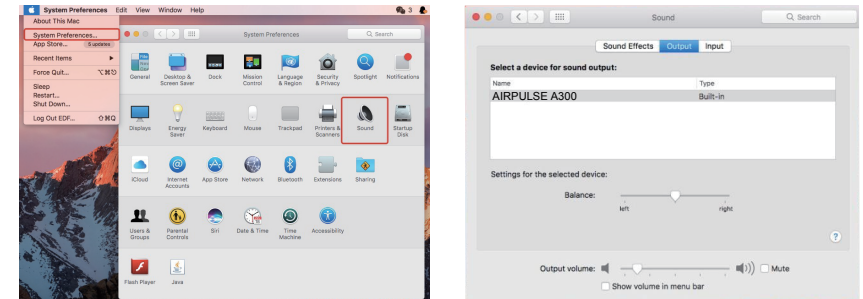 System Preferences Edit View Window Help 3
About This Mac
System Preferences...
App Store... 5 updates
Recent Items
Force Quit... ⌥⌘⎋
Sleep
Restart...
Shut Down...
Log Out EDF... ⇧⌘Q
System Preferences
Search
General
Desktop & Screen Saver
Dock
Mission Control
Language & Region
Security & Privacy
Spotlight
Notifications
Displays
Energy Saver
Keyboard
Mouse
Trackpad
Printers & Scanners
Sound
Startup Disk
iCloud
Internet Accounts
App Store
Network
Bluetooth
Extensions
Sharing
Users & Groups
Parental Controls
Siri
Date & Time
Time Machine
Accessibility
Flash Player
Java
Sound
Search
Sound Effects Output Input
Select a device for sound output:
Name Type
AIRPULSE A300 Built-in
Settings for the selected device:
Balance:
left right
?
Output volume: Mute
Show volume in menu bar